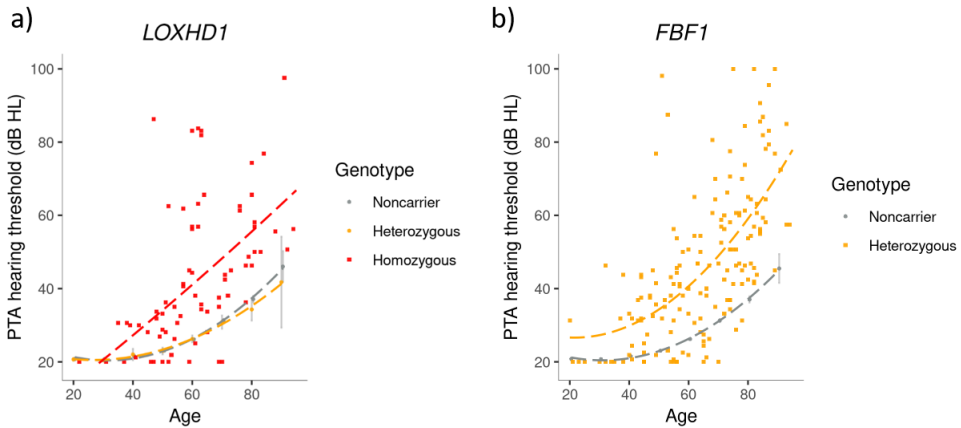 a)
LOXHD1
PTA hearing threshold (dB HL)
100
80
60
40
20
20
40
60
80
Age
Genotype
Noncarrier
Heterozygous
Homozygous
b)
FBF1
PTA hearing threshold (dB HL)
100
80
60
40
20
20
40
60
80
Age
Genotype
Noncarrier
Heterozygous